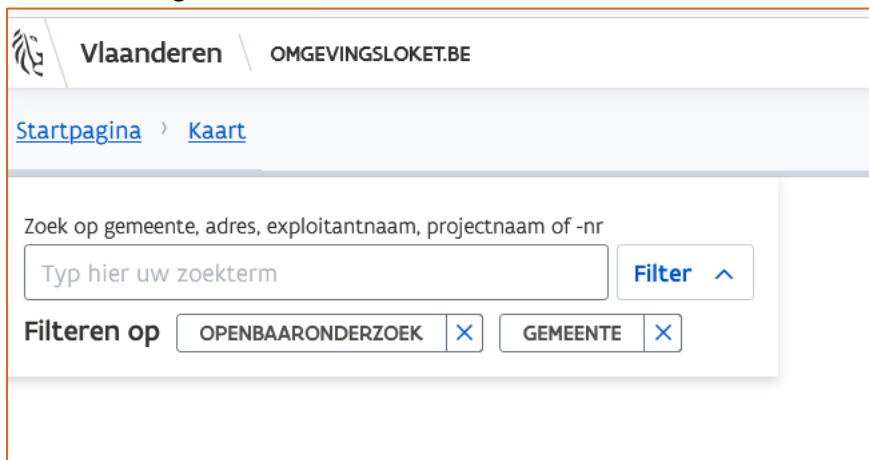 Vlaanderen OMGEVINGSLOKET.BE
Startpagina > Kaart
Zoek op gemeente, adres, exploitantnaam, projectnaam of -nr
Typ hier uw zoekterm Filter
Filteren op OPENBAARONDERZOEK GEMEENTE